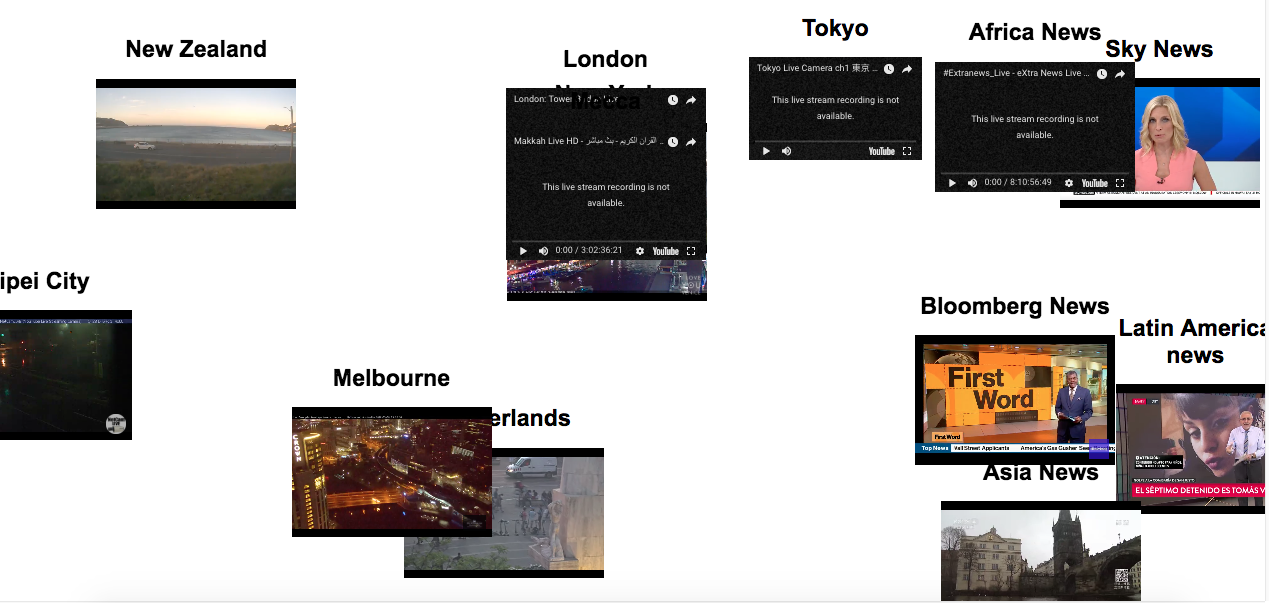 New Zealand
London
Mecca
London: Tower
Makkah Live HD - القرآن الكريم - بث مباشر ...
This live stream recording is not
available.
0:00 / 3:02:36:21
YouTube
Tokyo
Tokyo Live Camera ch1 東京 ...
This live stream recording is not
available.
YouTube
Africa News
#Extranews_Live - eXtra News Live ...
This live stream recording is not
available.
0:00 / 8:10:56:49
YouTube
Sky News
ipei City
Melbourne
CROWN
erlands
Bloomberg News
First
Word
First Word
Top News
Wall Street Applicants
America's Gas Guzzler
Latin America
news
EL SÉPTIMO DETENIDO ES TOMÁS V
Asia News